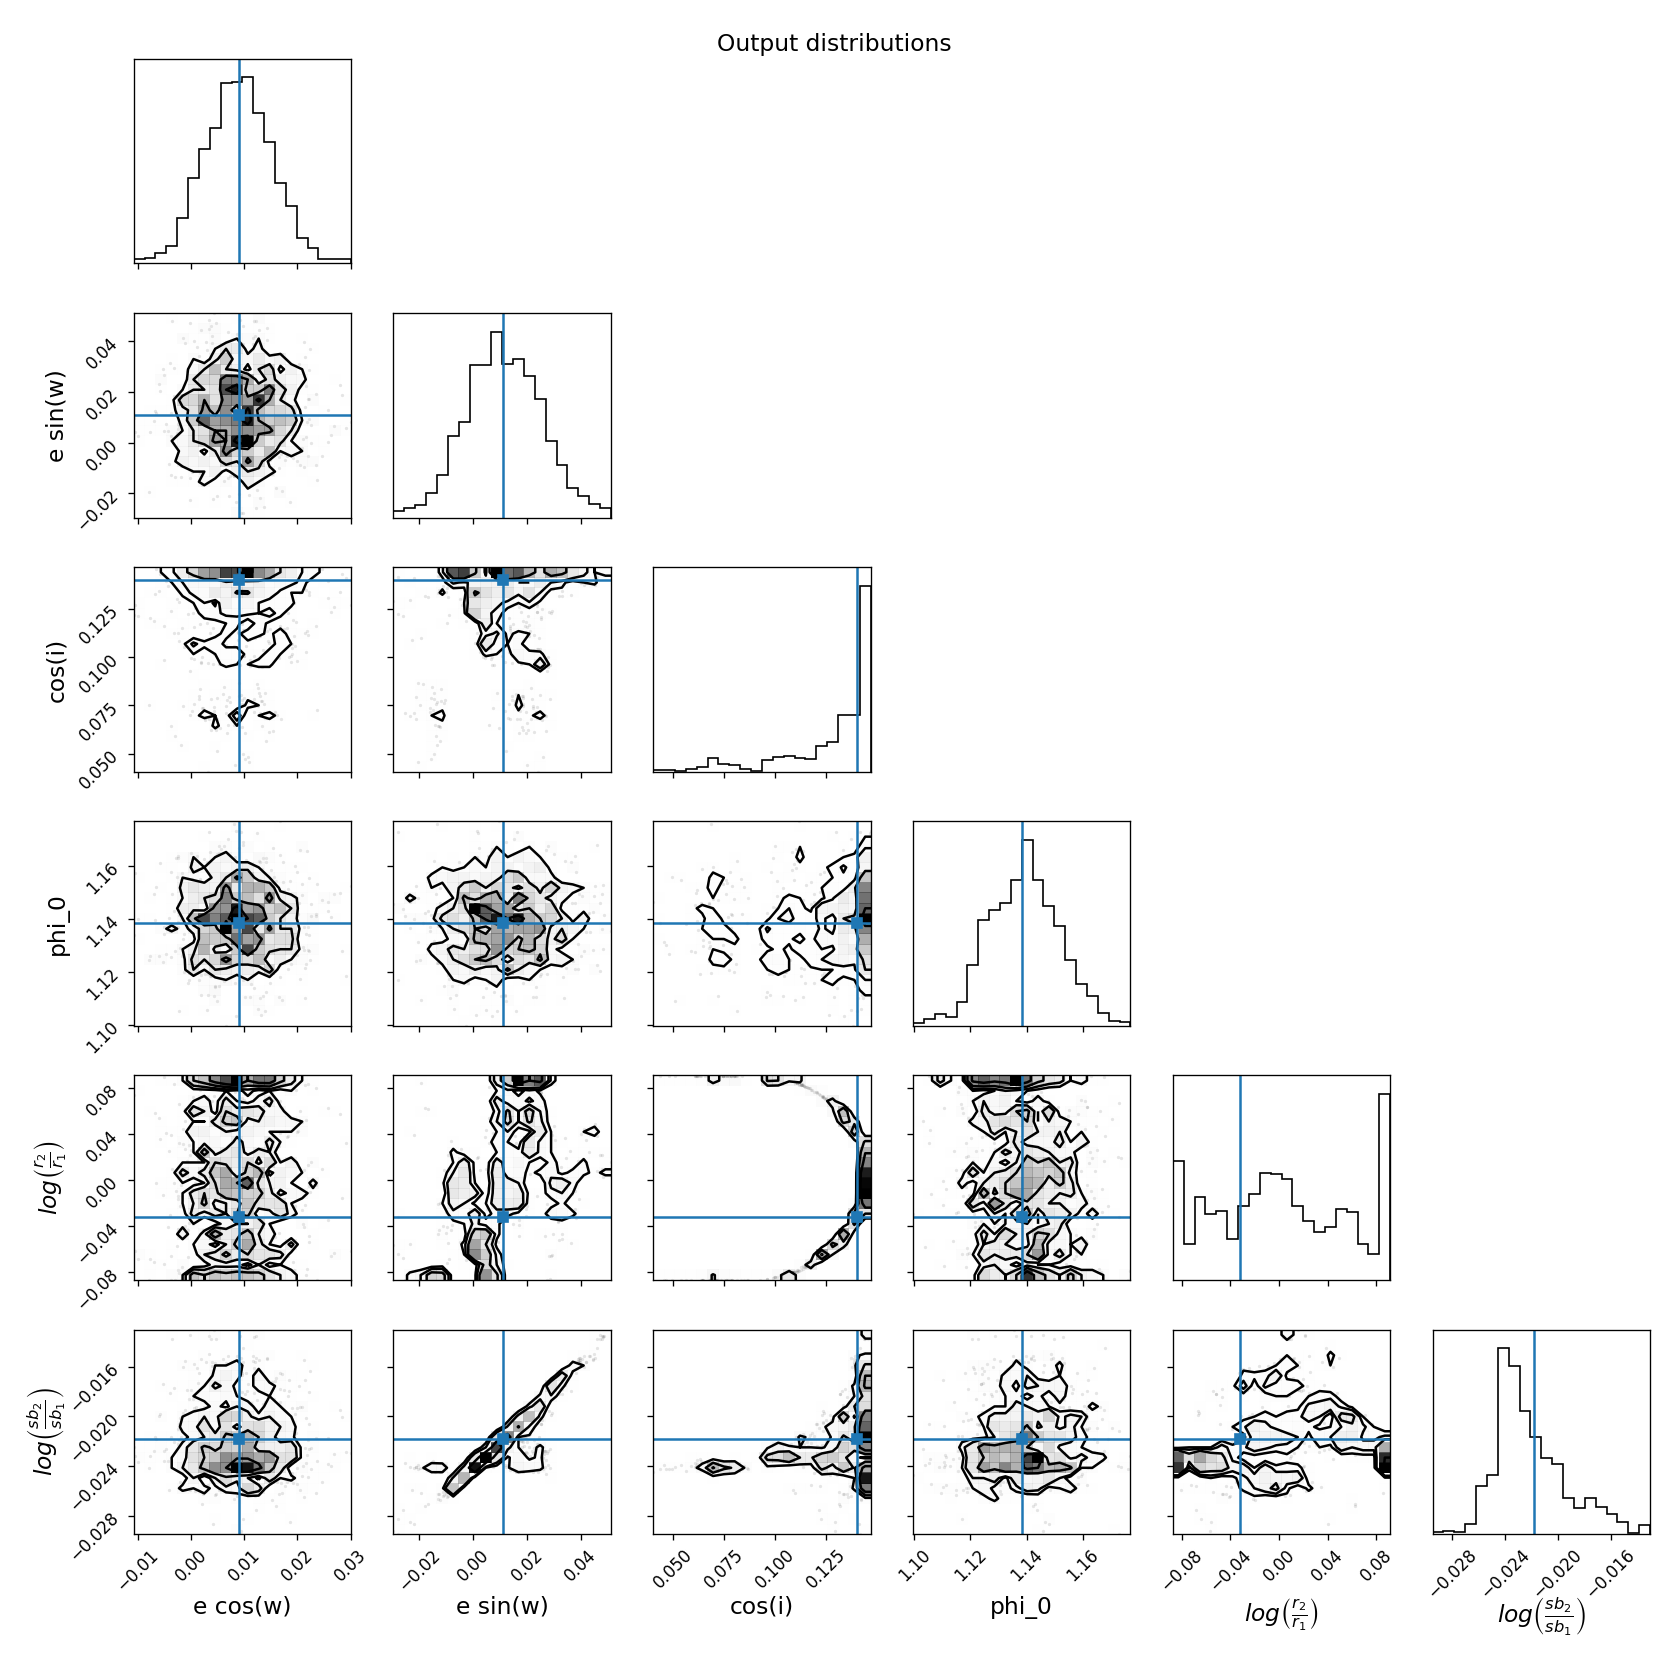 Output distributions
e sin(w)
0.04
0.02
0.00
−0.02
cos(i)
0.125
0.100
0.075
0.050
phi_0
1.16
1.14
1.12
1.10
log(r2/r1)
0.08
0.04
0.00
−0.04
−0.08
log(sb2/sb1)
−0.016
−0.020
−0.024
−0.028
−0.01 0.00 0.01 0.02 0.03
−0.02 0.00 0.02 0.04
0.050 0.075 0.100 0.125
1.10 1.12 1.14 1.16
−0.08 −0.04 0.00 0.04 0.08
−0.028 −0.024 −0.020 −0.016
e cos(w)
e sin(w)
cos(i)
phi_0
log(r2/r1)
log(sb2/sb1)